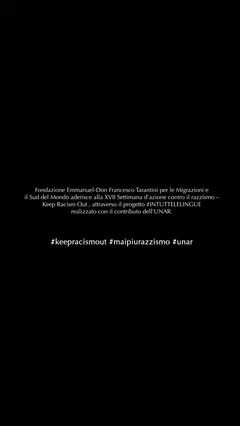 Fondazione Emmanuel-Don Francesco Tarantini per le Migrazioni e
il Sud del Mondo aderisce alla XVII Settimana d'azione contro il razzismo –
Keep Racism Out , attraverso il progetto #INTUTTELELINGUE
realizzato con il contributo dell'UNAR.
#keepracismout #maipiurazzismo #unar